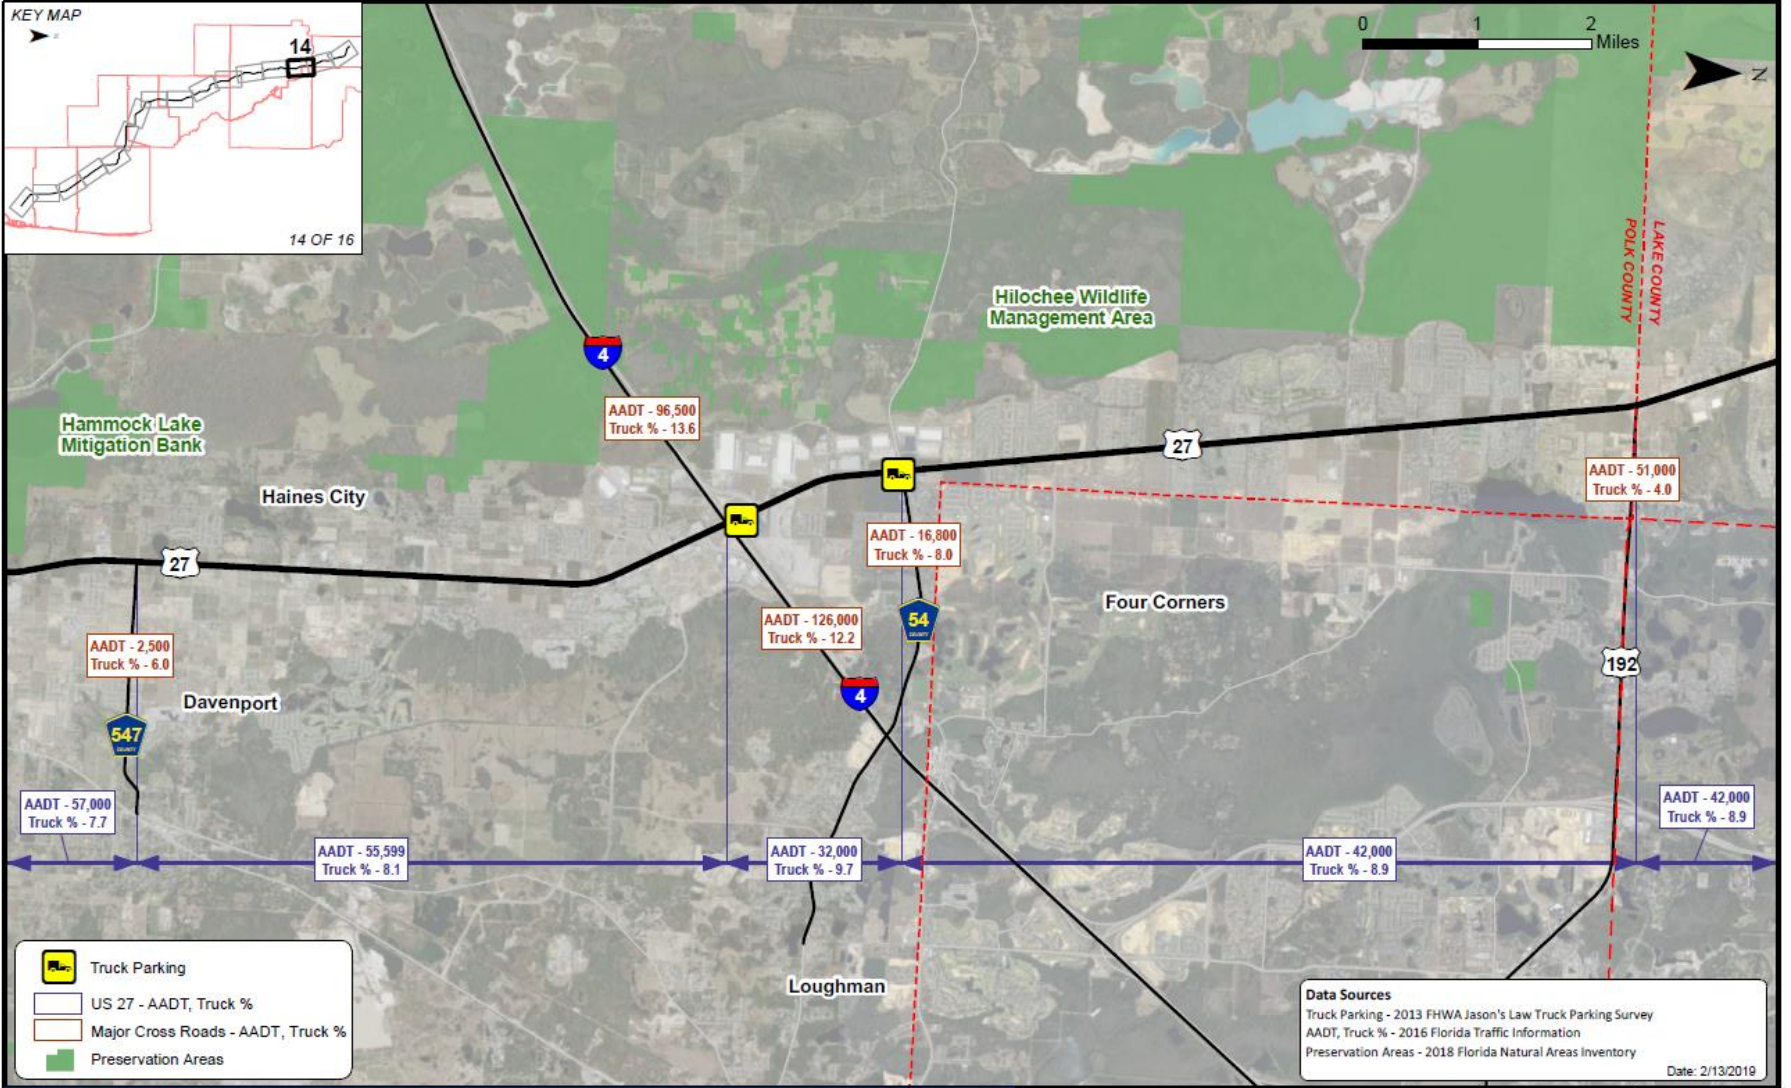 KEY MAP
14
14 OF 16
0 1 2
Miles
N
LAKE COUNTY
POLK COUNTY
Hilochee Wildlife
Management Area
4
AADT - 96,500
Truck % - 13.6
Hammock Lake
Mitigation Bank
Haines City
27
27
AADT - 51,000
Truck % - 4.0
AADT - 16,800
Truck % - 8.0
54
COUNTY
Four Corners
AADT - 126,000
Truck % - 12.2
4
192
AADT - 2,500
Truck % - 6.0
Davenport
547
COUNTY
AADT - 57,000
Truck % - 7.7
AADT - 55,599
Truck % - 8.1
AADT - 32,000
Truck % - 9.7
AADT - 42,000
Truck % - 8.9
AADT - 42,000
Truck % - 8.9
Loughman
Truck Parking
US 27 - AADT, Truck %
Major Cross Roads - AADT, Truck %
Preservation Areas
Data Sources
Truck Parking - 2013 FHWA Jason's Law Truck Parking Survey
AADT, Truck % - 2016 Florida Traffic Information
Preservation Areas - 2018 Florida Natural Areas Inventory
Date: 2/13/2019